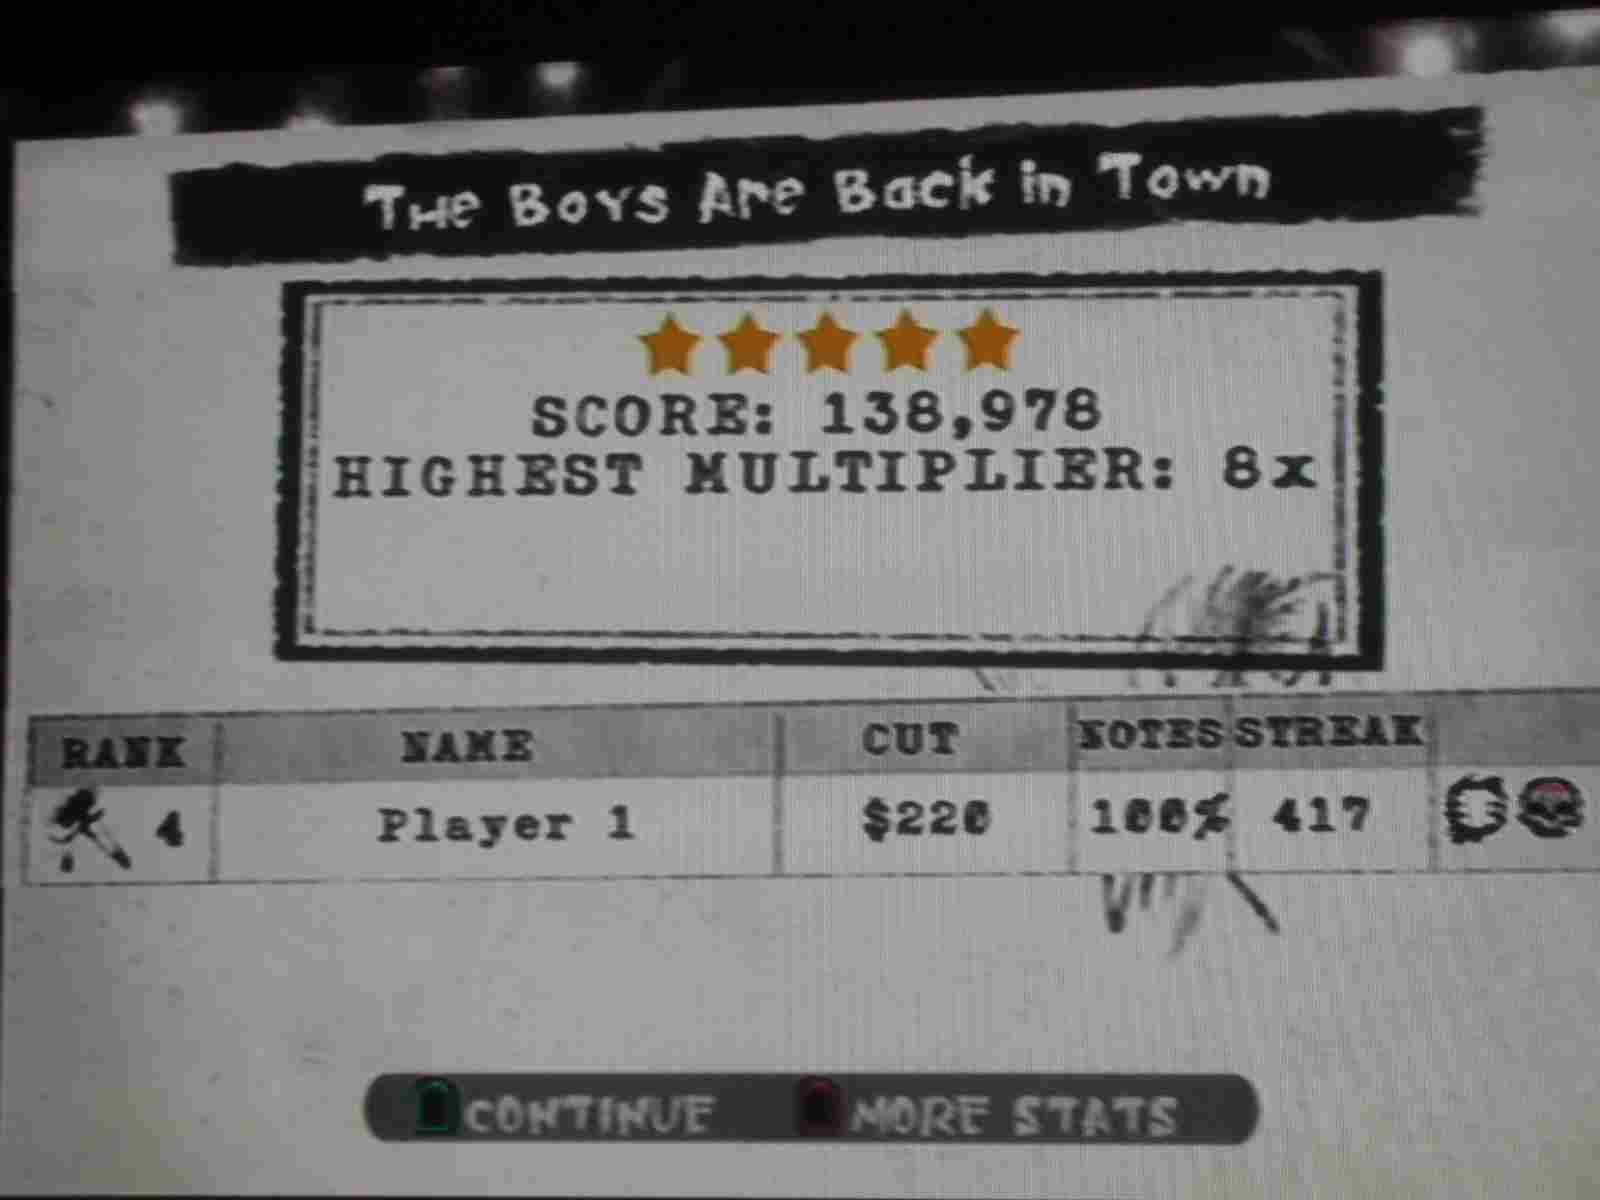 The Boys Are Back in Town
SCORE: 138,978
HIGHEST MULTIPLIER: 8x
RANK NAME CUT NOTES STREAK
4 Player 1 $220 100% 417
CONTINUE MORE STATS